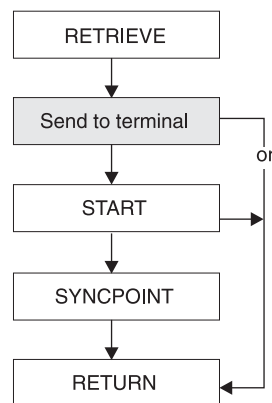 RETRIEVE
Send to terminal
or
START
SYNCPOINT
RETURN